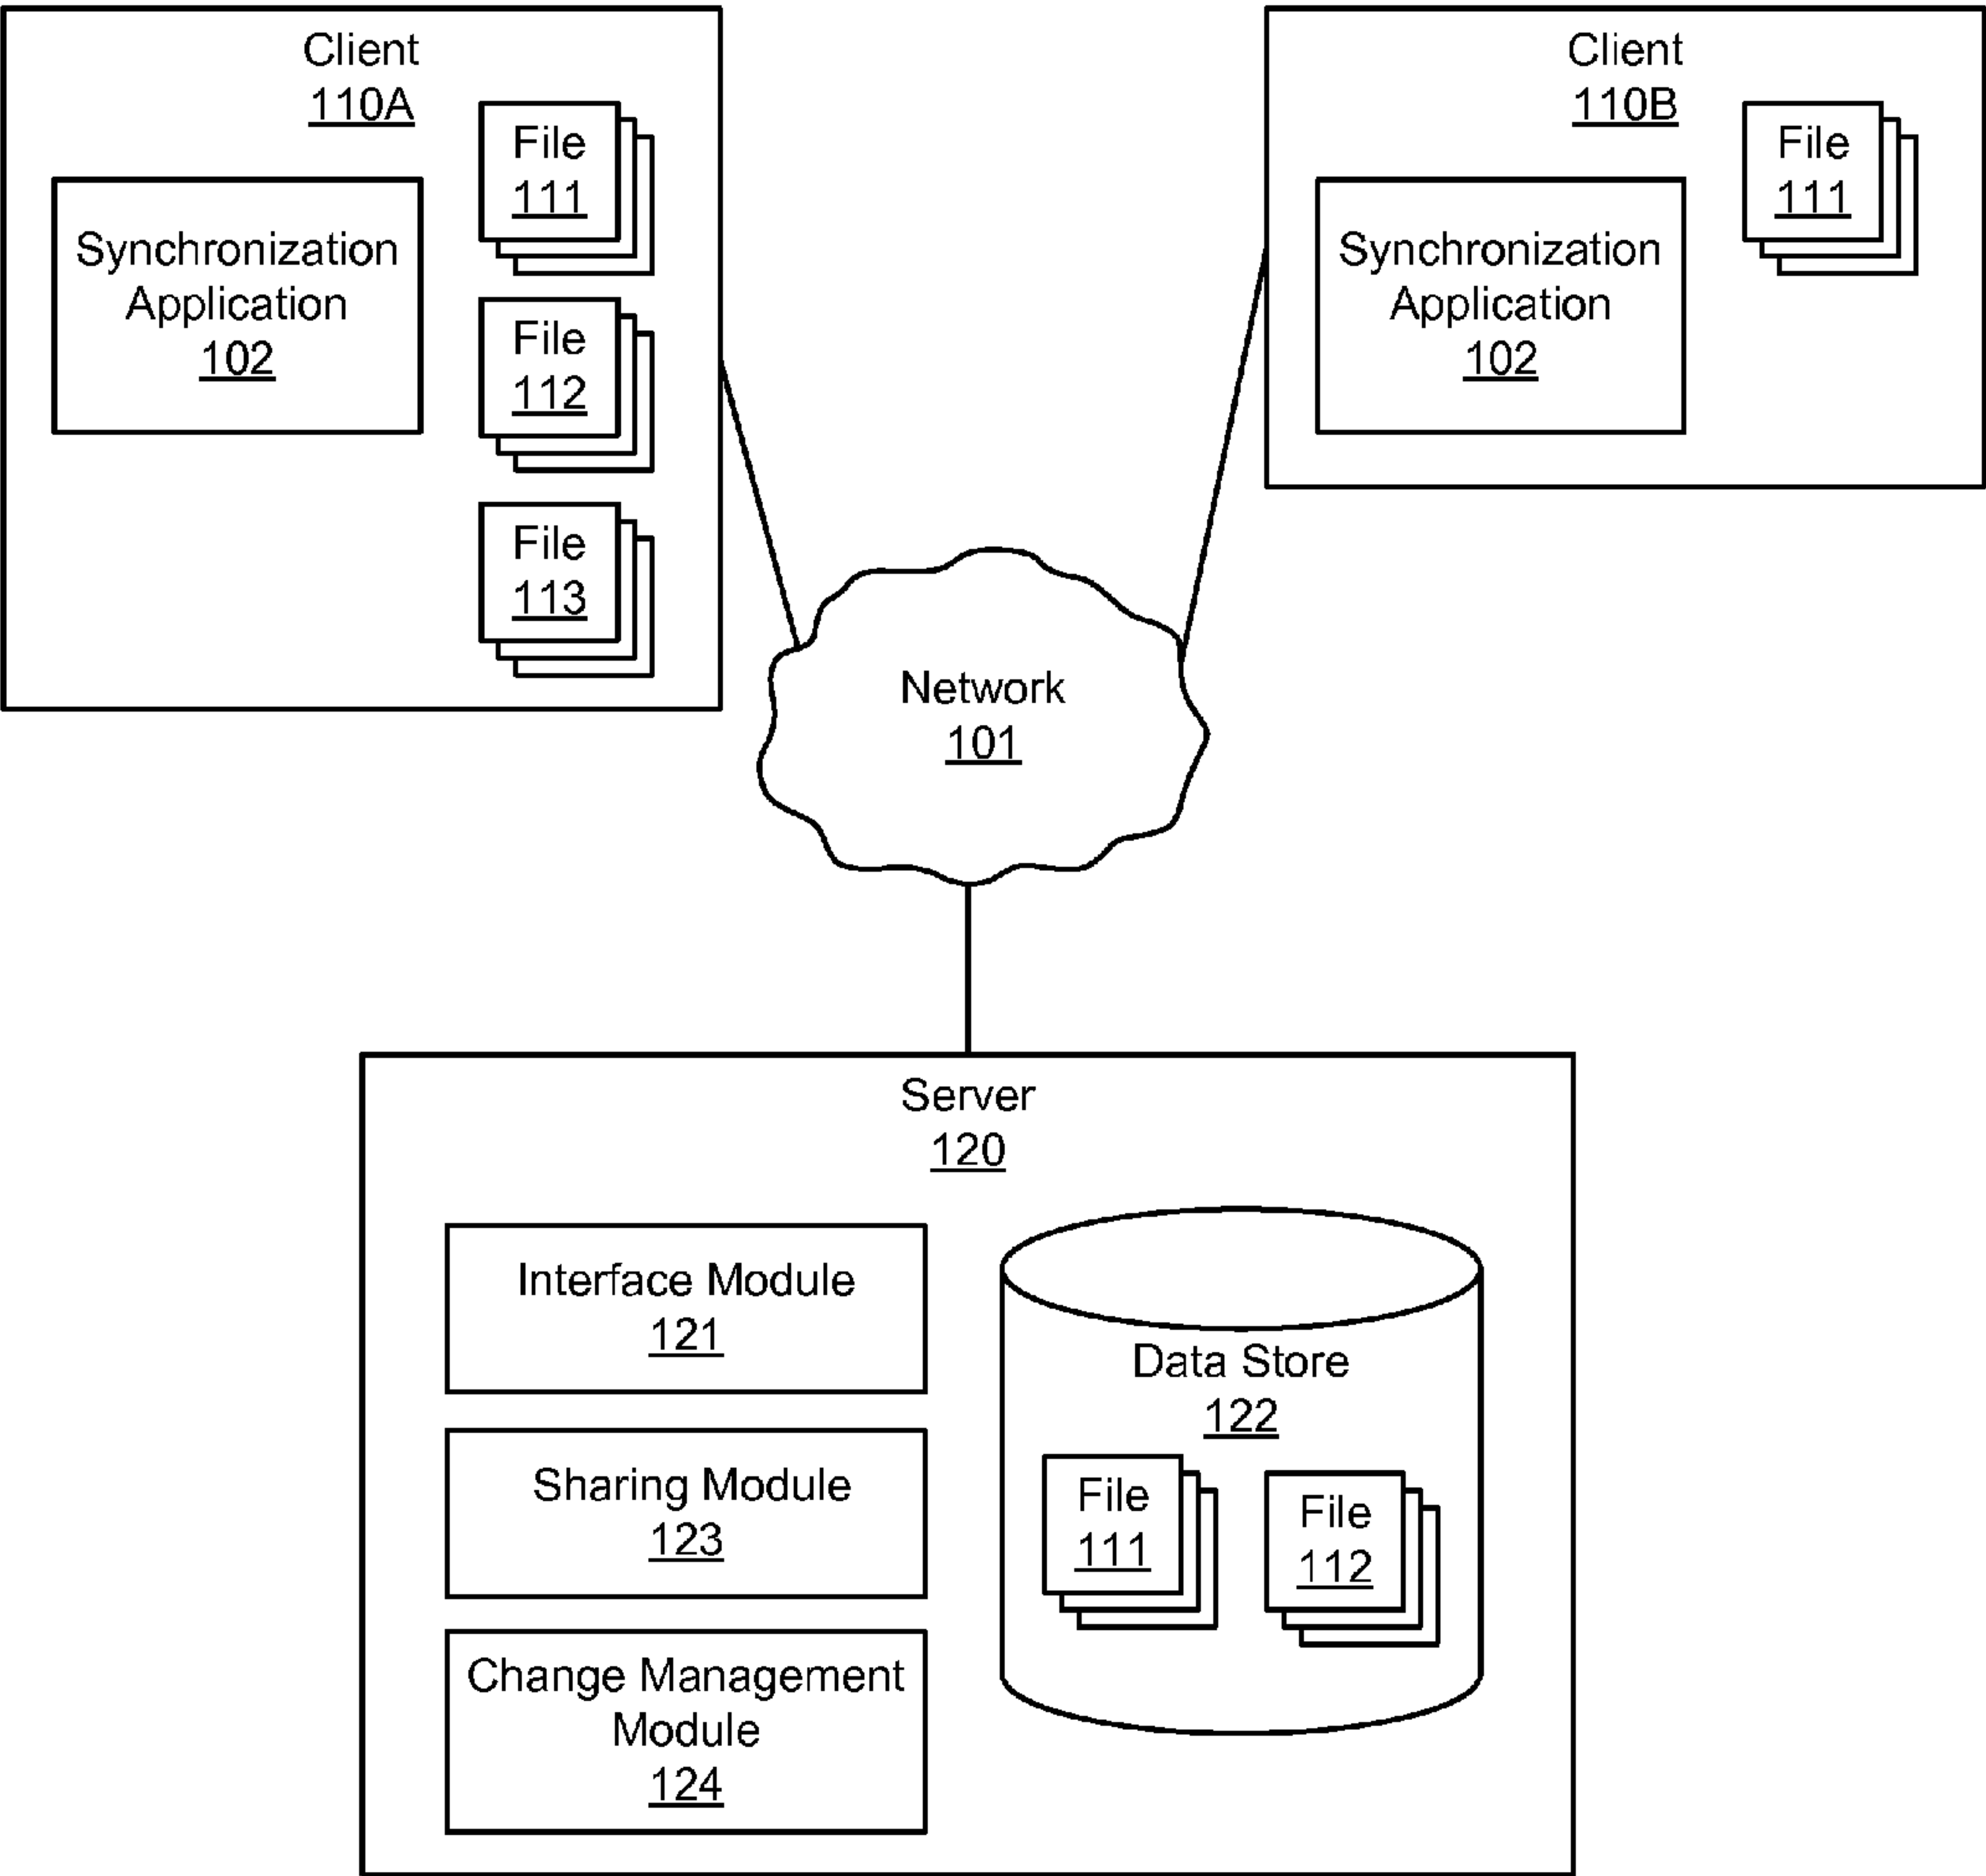 Client
110A
Synchronization
Application
102
File
111
File
112
File
113
Client
110B
Synchronization
Application
102
File
111
Network
101
Server
120
Interface Module
121
Sharing Module
123
Change Management
Module
124
Data Store
122
File
111
File
112